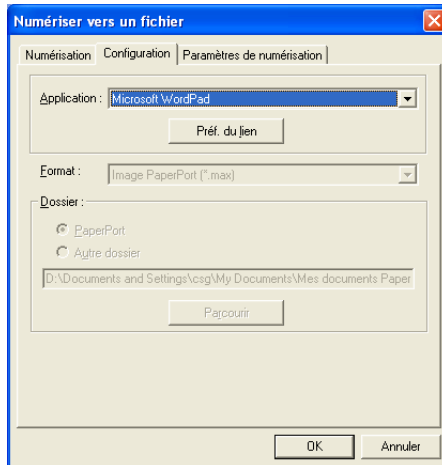 Numériser vers un fichier
Numérisation Configuration Paramètres de numérisation
Application : Microsoft WordPad
Préf. du lien
Format : Image PaperPort (*.max)
Dossier :
PaperPort
Autre dossier
D:\Documents and Settings\csg\My Documents\Mes documents Paper
Parcourir
OK Annuler